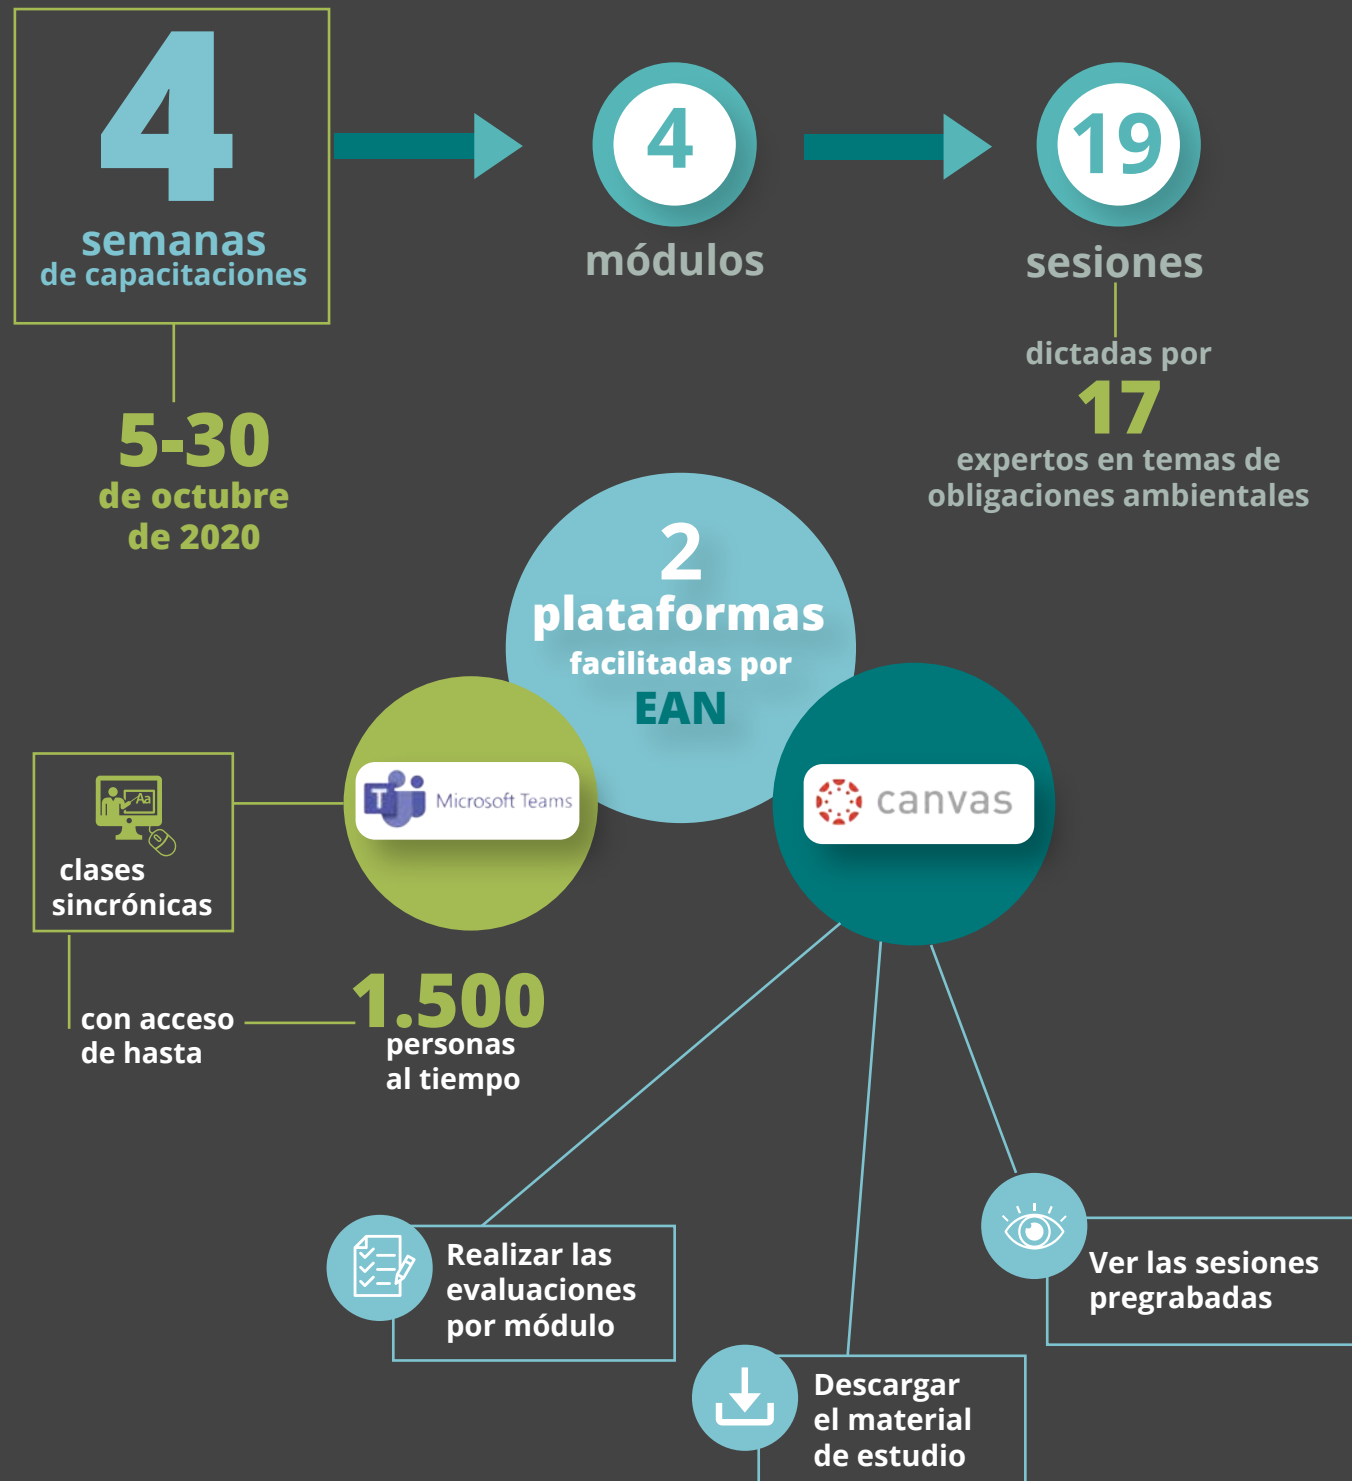 4
semanas
de capacitaciones
5-30
de octubre
de 2020
4
módulos
19
sesiones
dictadas por
17
expertos en temas de
obligaciones ambientales
2
plataformas
facilitadas por
EAN
T
Microsoft Teams
canvas
Aa
clases
sincrónicas
con acceso
de hasta
1.500
personas
al tiempo
Realizar las
evaluaciones
por módulo
Descargar
el material
de estudio
Ver las sesiones
pregrabadas